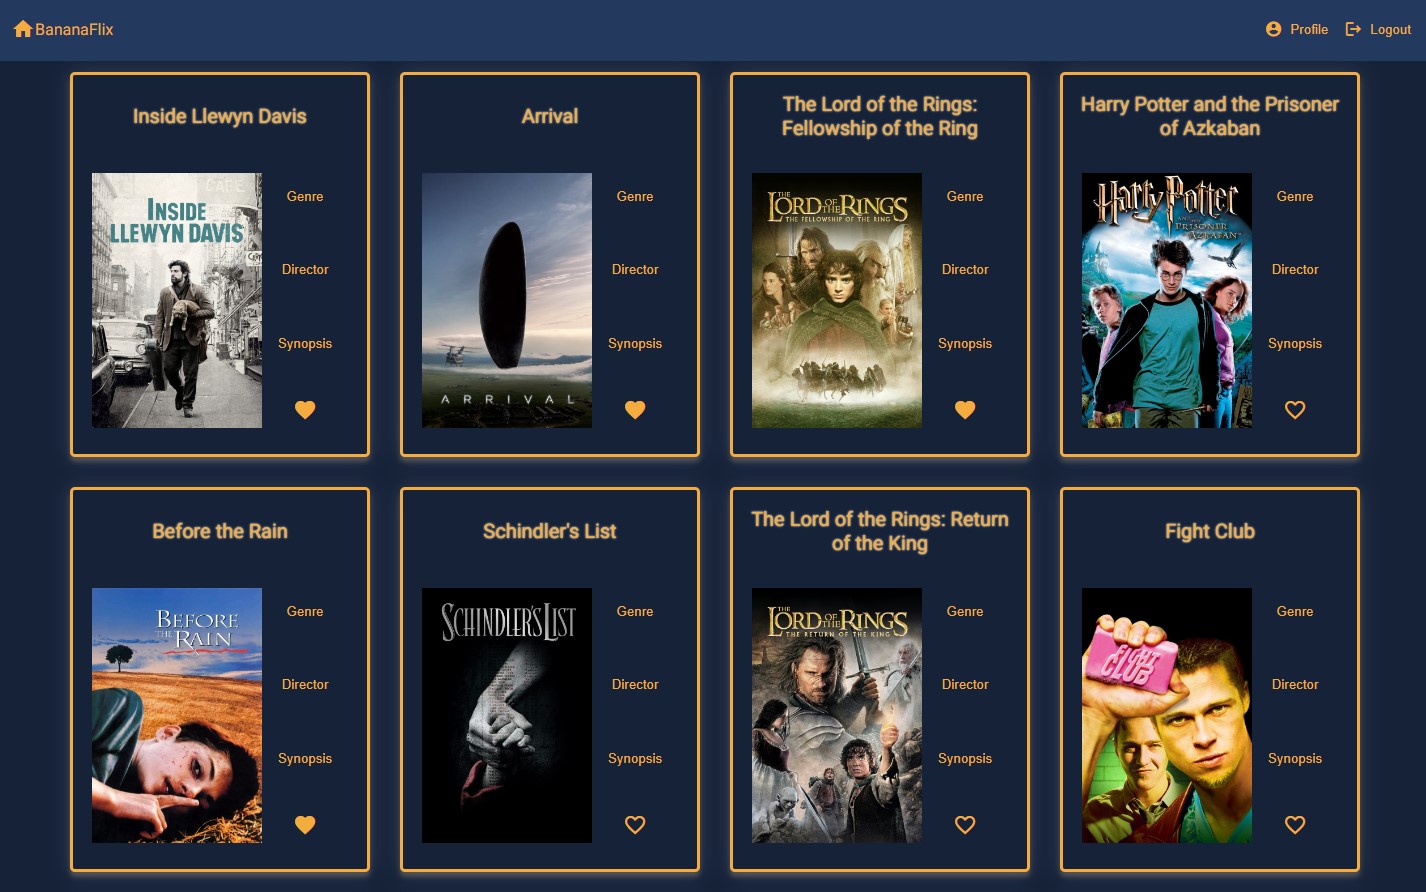 BananaFlix
Profile
Logout
Inside Llewyn Davis
INSIDE
LLEWYN DAVIS
Genre
Director
Synopsis
Arrival
ARRIVAL
Genre
Director
Synopsis
The Lord of the Rings:
Fellowship of the Ring
THE
LORD OF THE RINGS
THE FELLOWSHIP OF THE RING
Genre
Director
Synopsis
Harry Potter and the Prisoner
of Azkaban
Harry Potter
AND THE
PRISONER
OF AZKABAN
Genre
Director
Synopsis
Before the Rain
BEFORE
THE RAIN
Genre
Director
Synopsis
Schindler's List
SCHINDLER'S LIST
Genre
Director
Synopsis
The Lord of the Rings: Return
of the King
THE
LORD OF THE RINGS
THE RETURN OF THE KING
Genre
Director
Synopsis
Fight Club
FIGHT
CLUB
Genre
Director
Synopsis